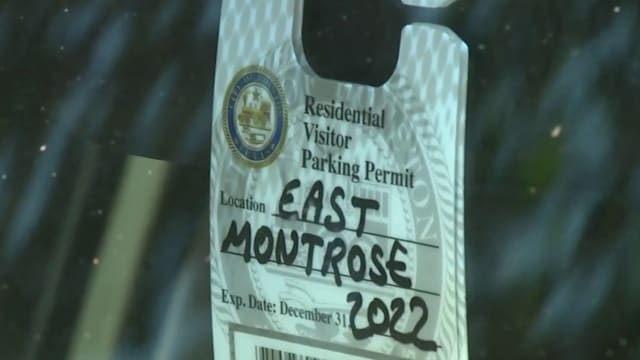 Residential
Visitor
Parking Permit
Location EAST
MONTROSE
Exp. Date: December 31, 2022